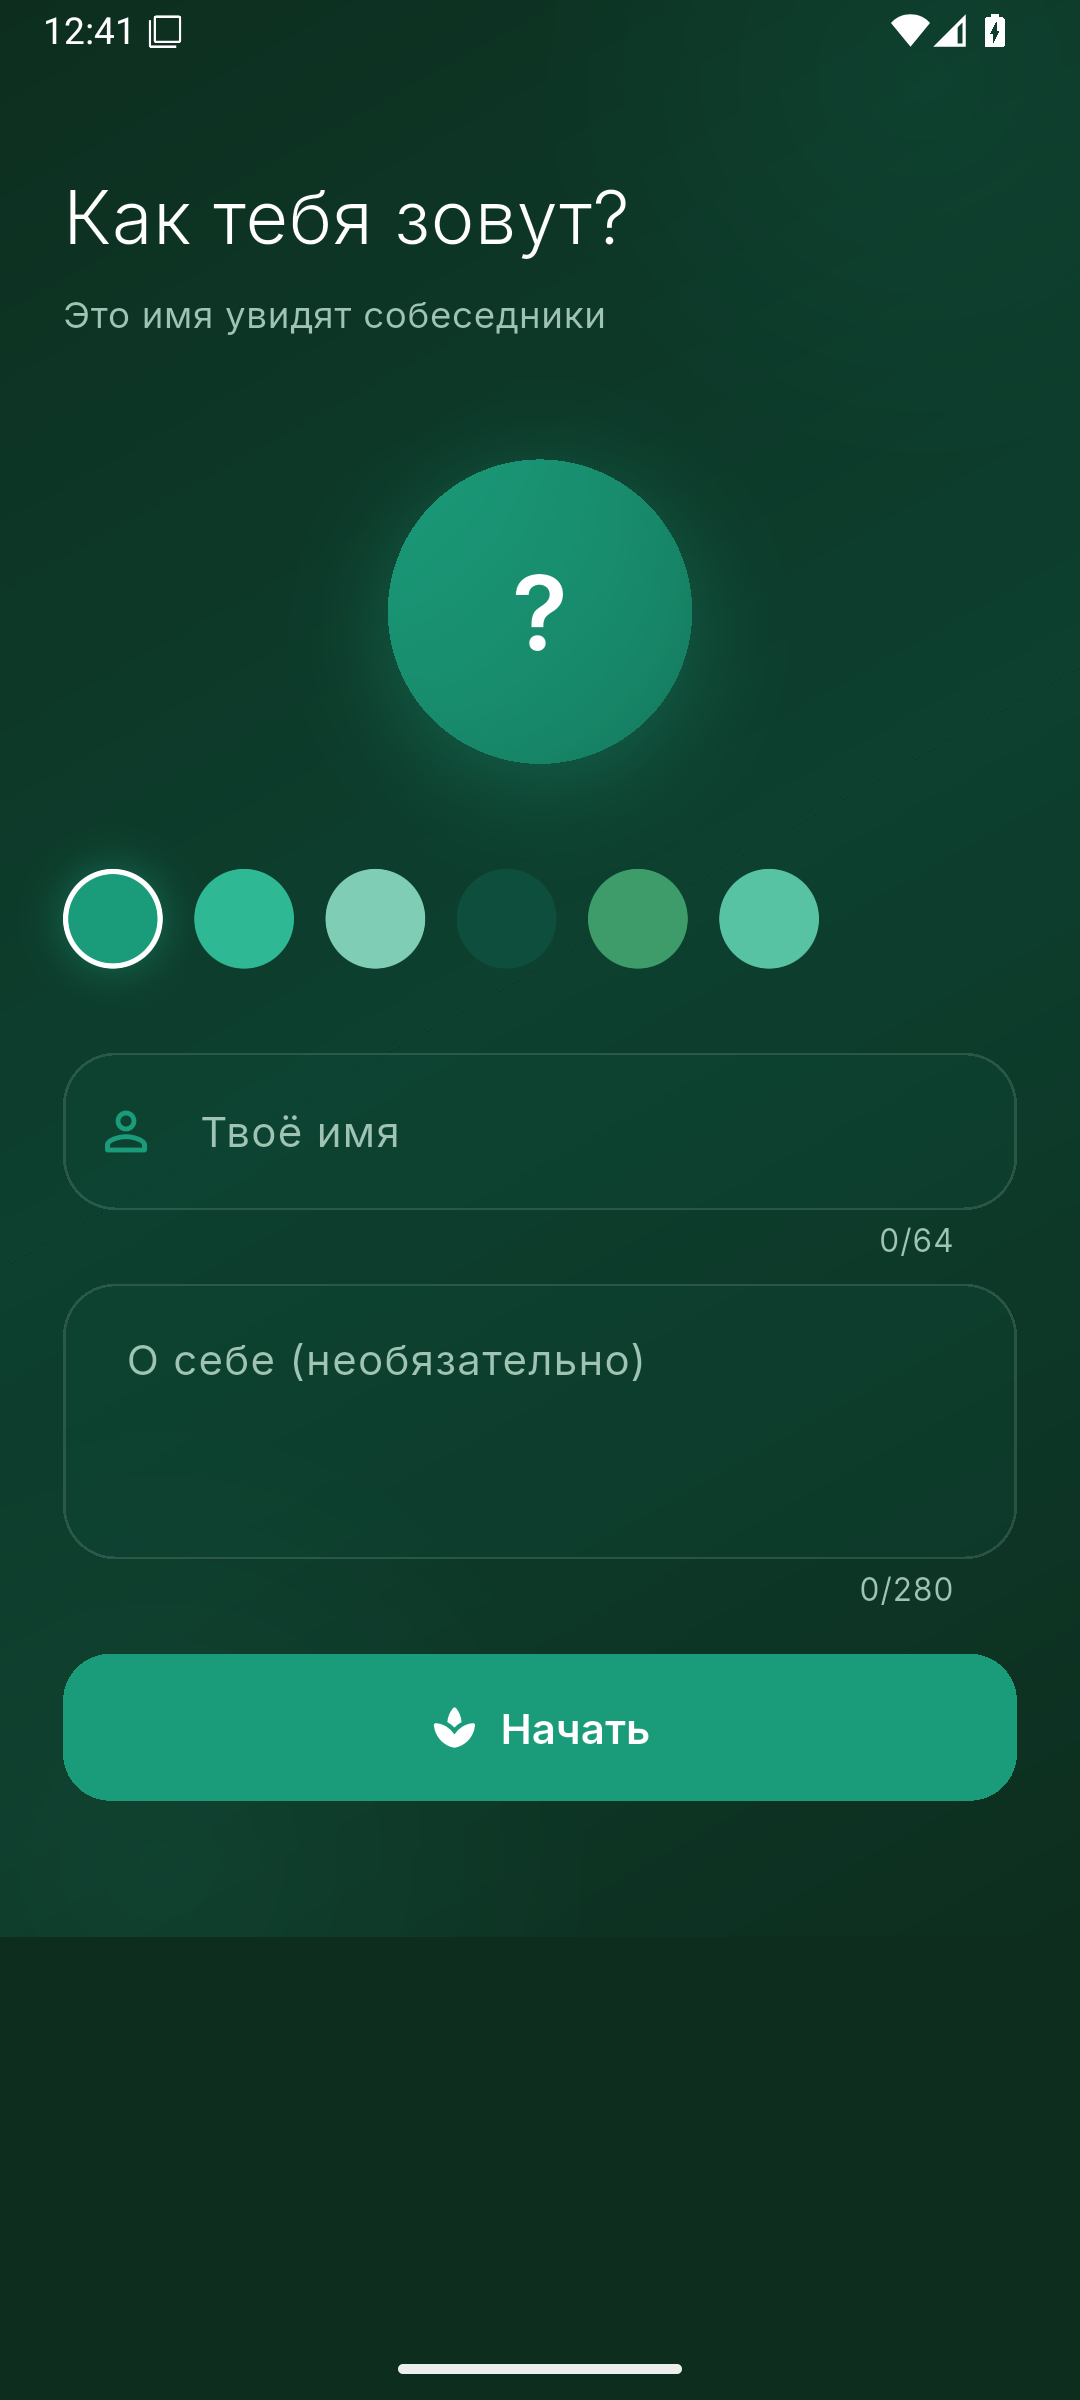 12:41
Как тебя зовут?
Это имя увидят собеседники
?
Твоё имя
0/64
О себе (необязательно)
0/280
Начать